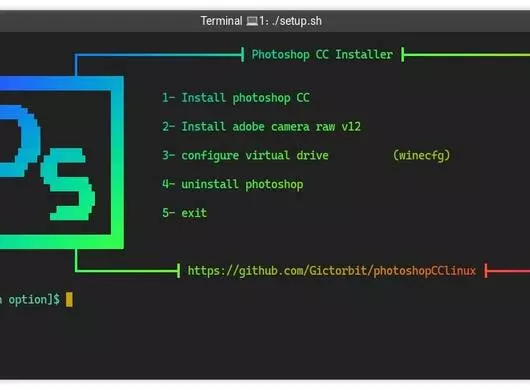 Terminal 💻1: ./setup.sh
Photoshop CC Installer
PS
1- Install photoshop CC
2- Install adobe camera raw v12
3- configure virtual drive (winecfg)
4- uninstall photoshop
5- exit
https://github.com/Gictorbit/photoshopCClinux
option]$